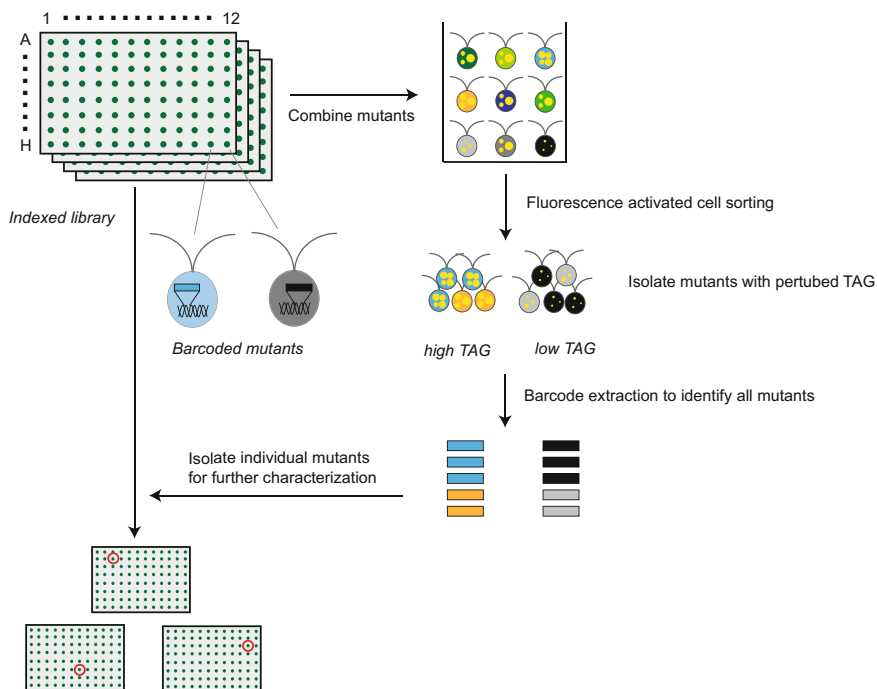 1 12
A
H
Combine mutants
Indexed library
Fluorescence activated cell sorting
Isolate mutants with pertubed TAG
Barcoded mutants
high TAG
low TAG
Barcode extraction to identify all mutants
Isolate individual mutants
for further characterization